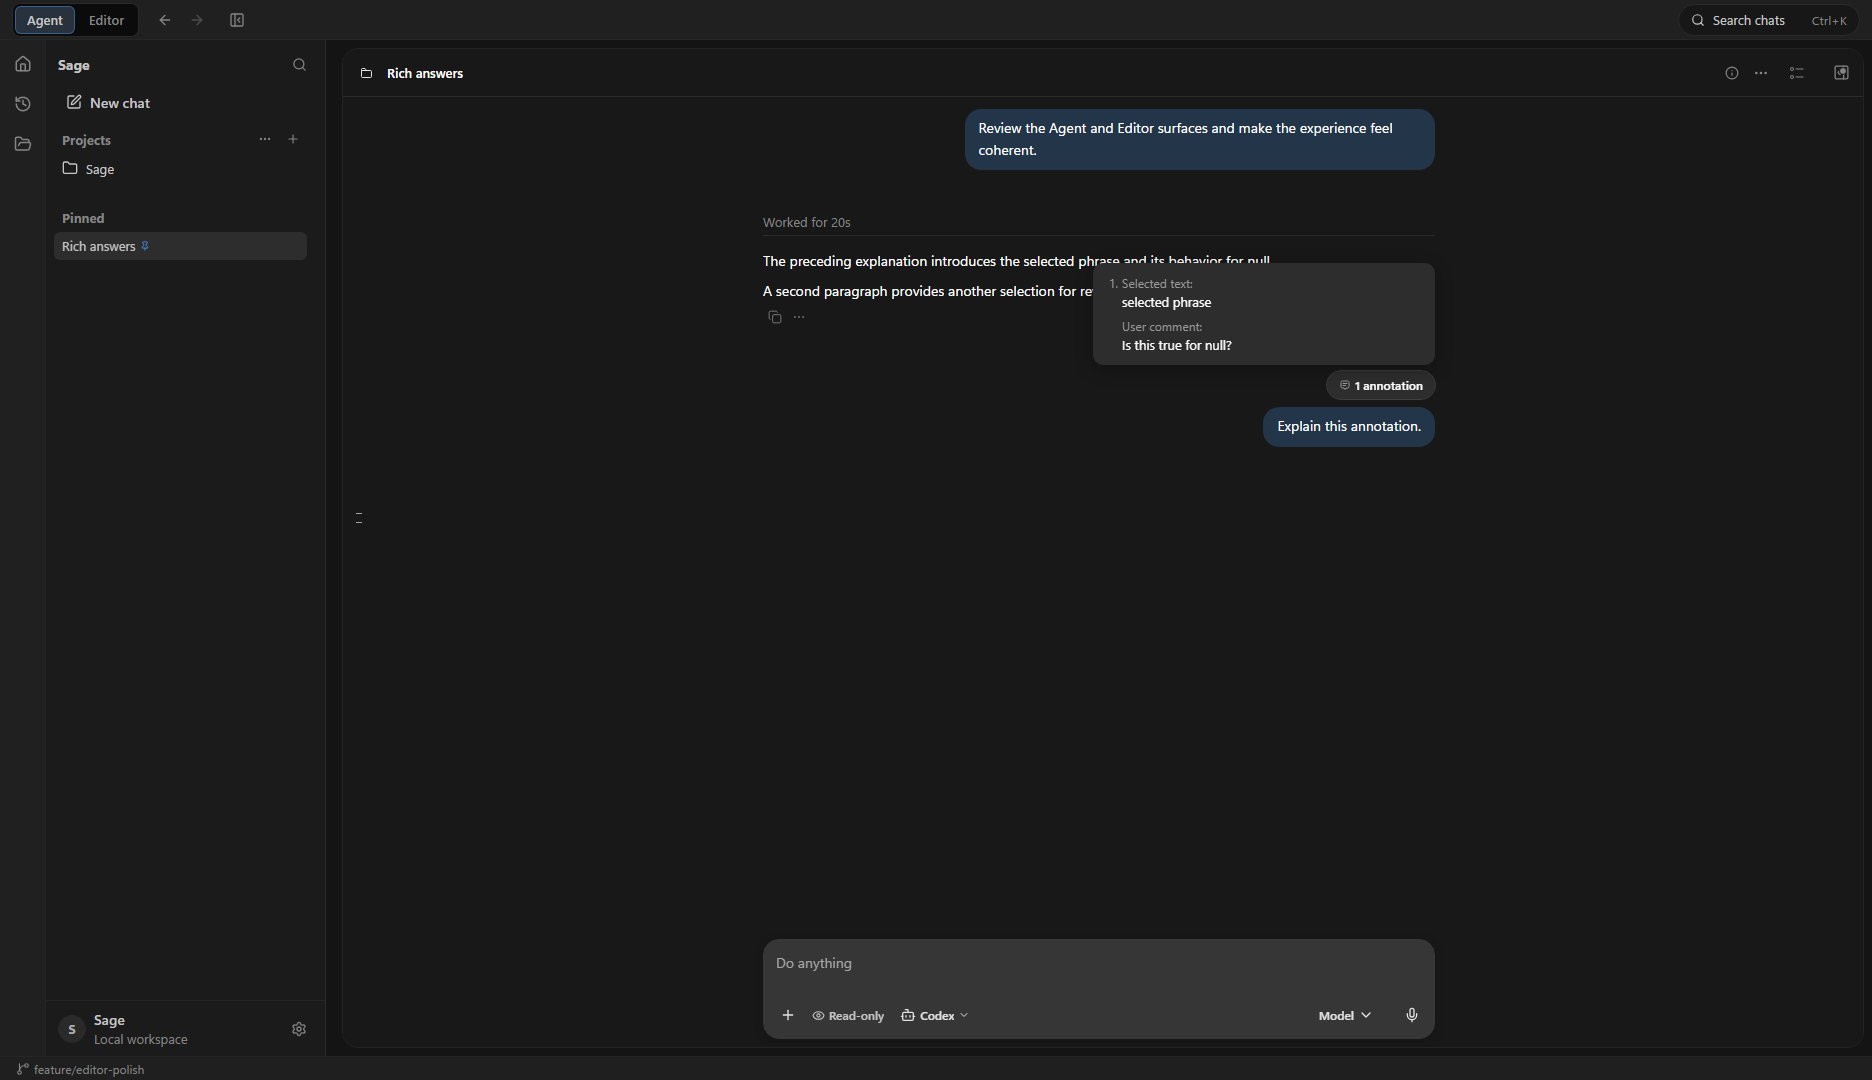 Agent
Editor
Search chats
Ctrl+K
Sage
New chat
Projects
Sage
Pinned
Rich answers
Rich answers
Review the Agent and Editor surfaces and make the experience feel
coherent.
Worked for 20s
The preceding explanation introduces the selected phrase and its behavior for null
A second paragraph provides another selection for re
1. Selected text:
selected phrase
User comment:
Is this true for null?
1 annotation
Explain this annotation.
Do anything
Read-only
Codex
Model
S
Sage
Local workspace
feature/editor-polish